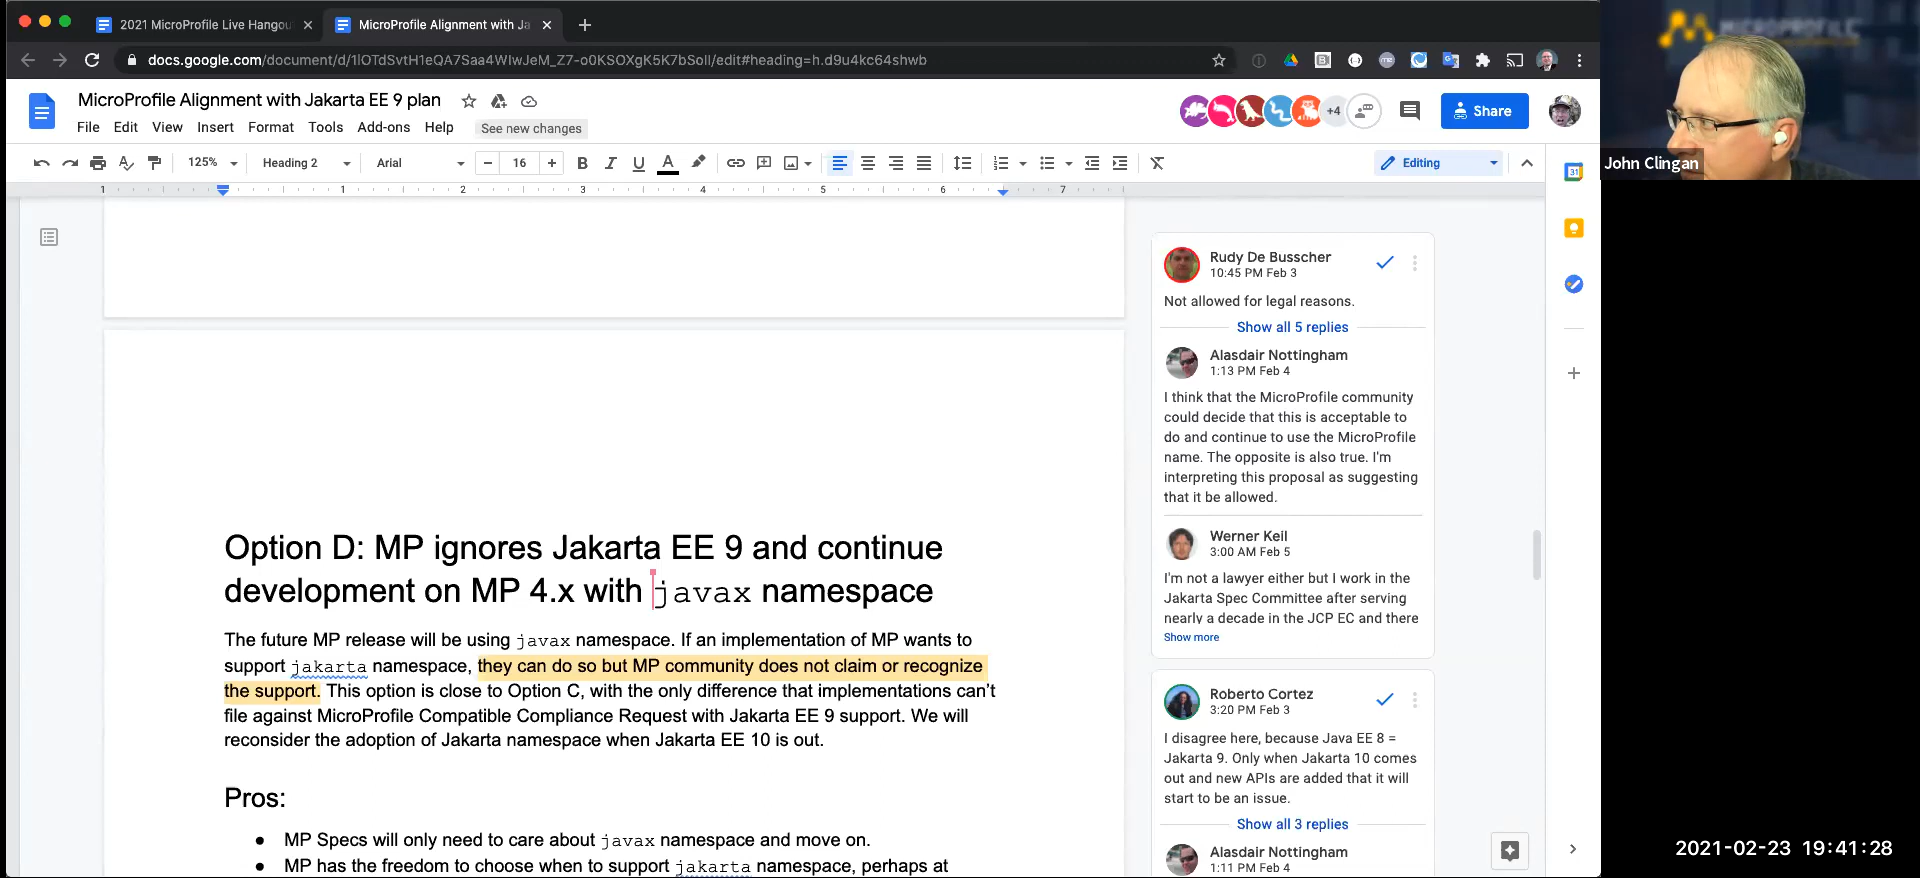 2021 MicroProfile Live Hangou
MicroProfile Alignment with Ja
MICROPROFILE
docs.google.com/document/d/1lOTdSvtH1eQA7Saa4WIwJeM_Z7-o0KSOXgK5K7bSoll/edit#heading=h.d9u4kc64shwb
MicroProfile Alignment with Jakarta EE 9 plan
+4
Share
File Edit View Insert Format Tools Add-ons Help See new changes
125% Heading 2 Arial 16 B I U A Editing
John Clingan
1 1 2 3 4 5 6 7
31
Rudy De Busscher
10:45 PM Feb 3
Not allowed for legal reasons.
Show all 5 replies
Alasdair Nottingham
1:13 PM Feb 4
I think that the MicroProfile community
could decide that this is acceptable to
do and continue to use the MicroProfile
name. The opposite is also true. I'm
interpreting this proposal as suggesting
that it be allowed.
Werner Keil
3:00 AM Feb 5
I'm not a lawyer either but I work in the
Jakarta Spec Committee after serving
nearly a decade in the JCP EC and there
Show more
Roberto Cortez
3:20 PM Feb 3
I disagree here, because Java EE 8 =
Jakarta 9. Only when Jakarta 10 comes
out and new APIs are added that it will
start to be an issue.
Show all 3 replies
Alasdair Nottingham
1:11 PM Feb 4
Option D: MP ignores Jakarta EE 9 and continue
development on MP 4.x with javax namespace
The future MP release will be using javax namespace. If an implementation of MP wants to
support jakarta namespace, they can do so but MP community does not claim or recognize
the support. This option is close to Option C, with the only difference that implementations can't
file against MicroProfile Compatible Compliance Request with Jakarta EE 9 support. We will
reconsider the adoption of Jakarta namespace when Jakarta EE 10 is out.
Pros:
● MP Specs will only need to care about javax namespace and move on.
● MP has the freedom to choose when to support jakarta namespace, perhaps at
2021-02-23 19:41:28